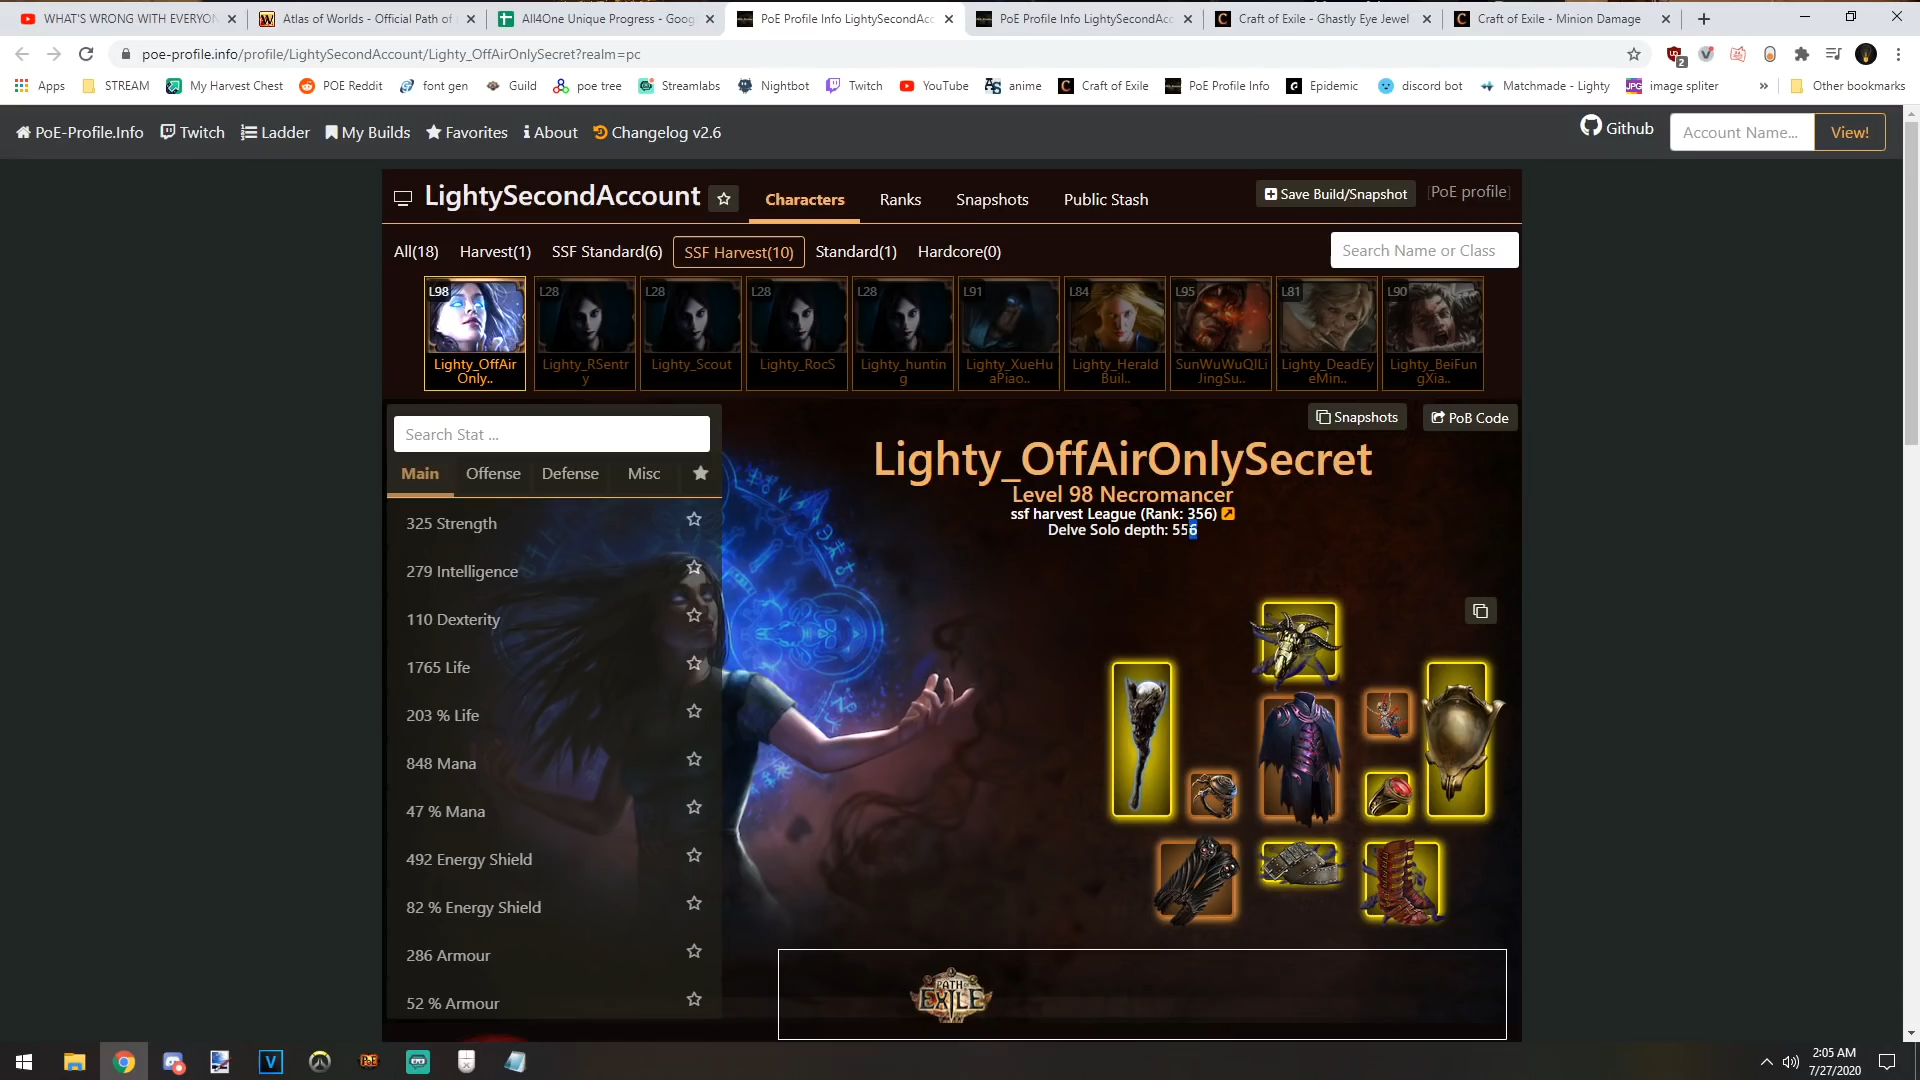 WHAT'S WRONG WITH EVERYON
Atlas of Worlds - Official Path of
All4One Unique Progress - Goog
PoE Profile Info LightySecondAcc
PoE Profile Info LightySecondAcc
Craft of Exile - Ghastly Eye Jewel
Craft of Exile - Minion Damage
poe-profile.info/profile/LightySecondAccount/Lighty_OffAirOnlySecret?realm=pc
2
Apps STREAM My Harvest Chest POE Reddit font gen Guild poe tree Streamlabs Nightbot Twitch YouTube anime Craft of Exile PoE Profile Info Epidemic discord bot Matchmade - Lighty JPG image spliter » Other bookmarks
PoE-Profile.Info Twitch Ladder My Builds Favorites About Changelog v2.6 Github Account Name... View!
LightySecondAccount Characters Ranks Snapshots Public Stash Save Build/Snapshot [PoE profile]
All(18) Harvest(1) SSF Standard(6) SSF Harvest(10) Standard(1) Hardcore(0) Search Name or Class
L98 L28 L28 L28 L28 L91 L84 L95 L81 L90
Lighty_OffAir Lighty_RSentr Lighty_Scout Lighty_RocS Lighty_huntin Lighty_XueHu Lighty_Herald SunWuWuQILi Lighty_DeadEy Lighty_BeiFun
Only.. y g aPiao.. Buil.. JingSu.. eMin.. gXia..
Snapshots PoB Code
Search Stat ...
Main Offense Defense Misc
Lighty_OffAirOnlySecret
Level 98 Necromancer
ssf harvest League (Rank: 356)
Delve Solo depth: 556
325 Strength
279 Intelligence
110 Dexterity
1765 Life
203 % Life
848 Mana
47 % Mana
492 Energy Shield
82 % Energy Shield
286 Armour
52 % Armour
PATH OF
EXILE
V
PoE
2:05 AM
7/27/2020